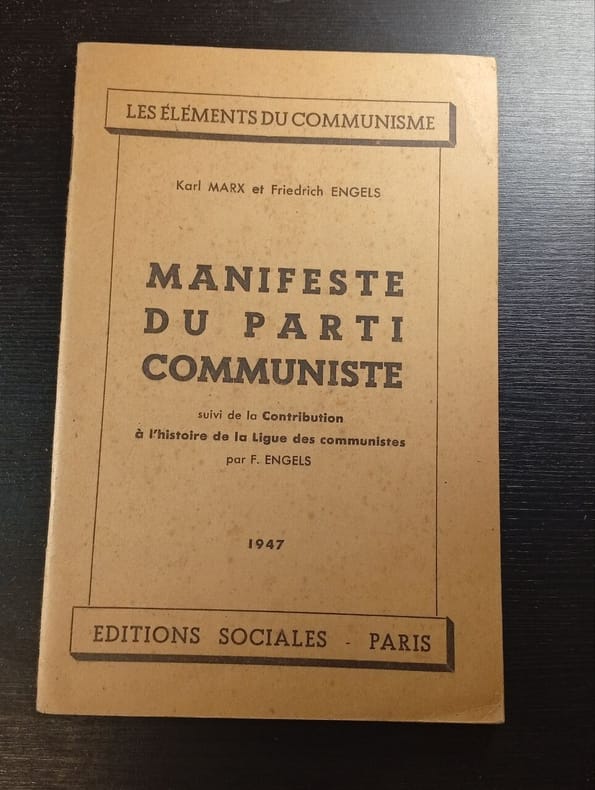 LES ÉLÉMENTS DU COMMUNISME
Karl MARX et Friedrich ENGELS
MANIFESTE
DU PARTI
COMMUNISTE
suivi de la Contribution
à l'histoire de la Ligue des communistes
par F. ENGELS
1947
EDITIONS SOCIALES - PARIS